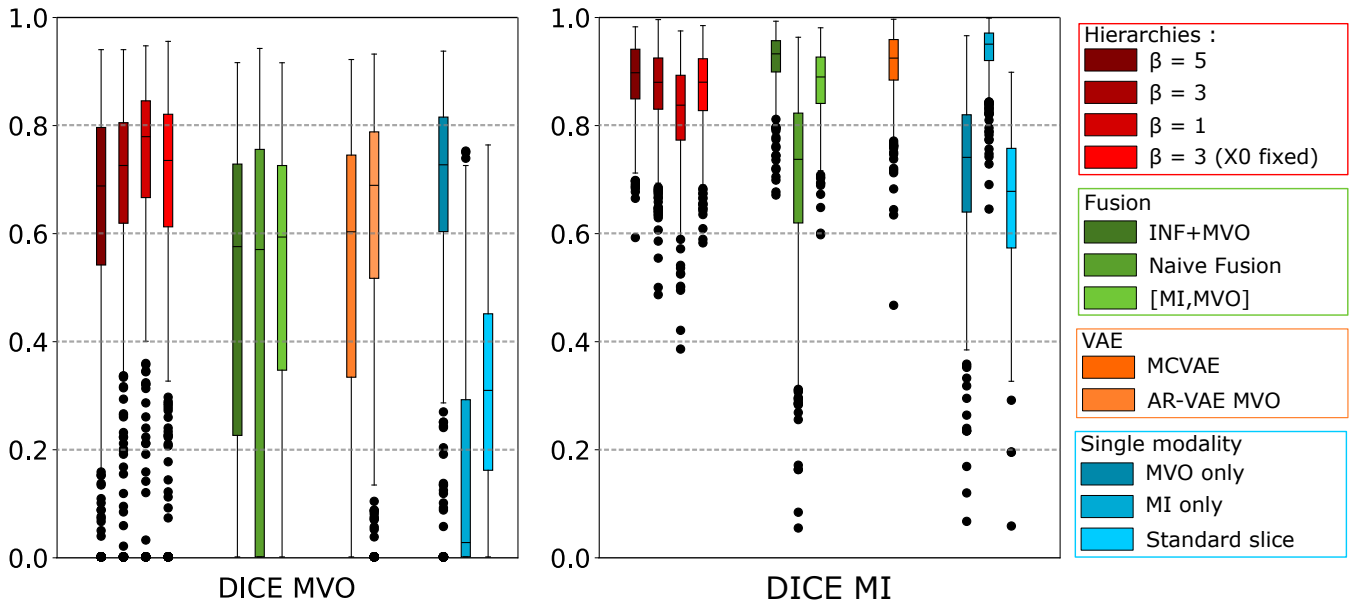 1.0
0.8
0.6
0.4
0.2
0.0
DICE MVO
1.0
0.8
0.6
0.4
0.2
0.0
DICE MI
Hierarchies :
β = 5
β = 3
β = 1
β = 3 (X0 fixed)
Fusion
INF+MVO
Naive Fusion
[MI,MVO]
VAE
MCVAE
AR-VAE MVO
Single modality
MVO only
MI only
Standard slice